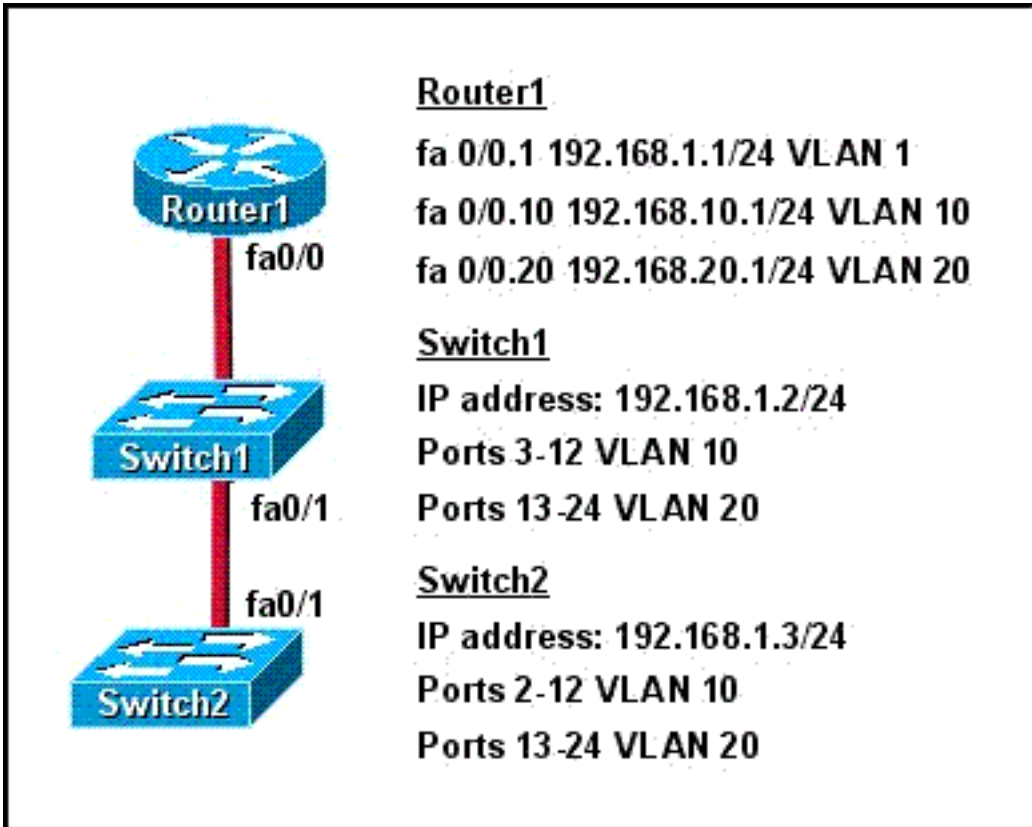 Router1
fa 0/0.1 192.168.1.1/24 VLAN 1
fa 0/0.10 192.168.10.1/24 VLAN 10
fa 0/0.20 192.168.20.1/24 VLAN 20
Switch1
IP address: 192.168.1.2/24
Ports 3-12 VLAN 10
Ports 13-24 VLAN 20
Switch2
IP address: 192.168.1.3/24
Ports 2-12 VLAN 10
Ports 13-24 VLAN 20
Router1
fa0/0
Switch1
fa0/1
fa0/1
Switch2